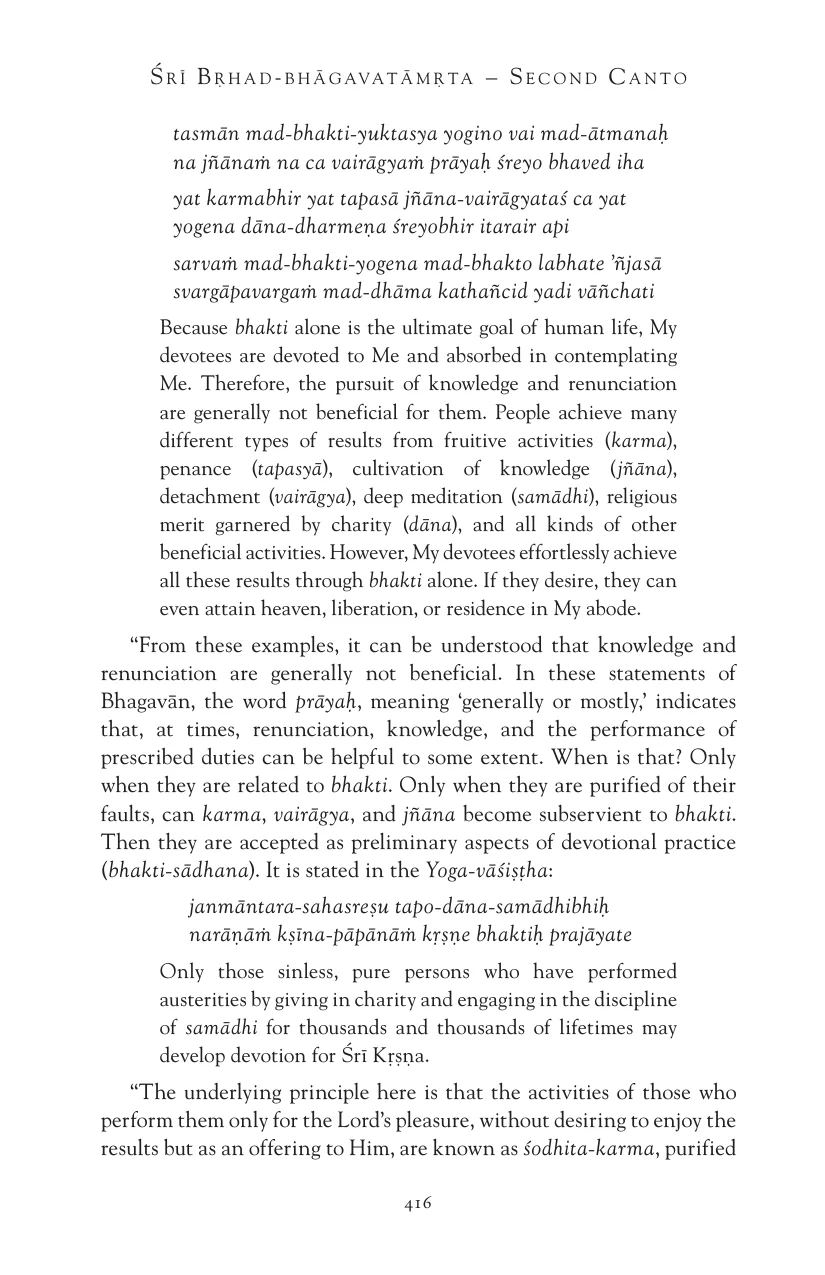 Śrī Bṛhad-bhāgavatāmṛta – Second Canto
tasmān mad-bhakti-yuktasya yogino vai mad-ātmanaḥ
na jñānaṁ na ca vairāgyaṁ prāyaḥ śreyo bhaved iha
yat karmabhir yat tapasā jñāna-vairāgyataś ca yat
yogena dāna-dharmeṇa śreyobhir itarair api
sarvaṁ mad-bhakti-yogena mad-bhakto labhate ’ñjasā
svargāpavargaṁ mad-dhāma kathañcid yadi vāñchati
Because bhakti alone is the ultimate goal of human life, My
devotees are devoted to Me and absorbed in contemplating
Me. Therefore, the pursuit of knowledge and renunciation
are generally not beneficial for them. People achieve many
different types of results from fruitive activities (karma),
penance (tapasyā), cultivation of knowledge (jñāna),
detachment (vairāgya), deep meditation (samādhi), religious
merit garnered by charity (dāna), and all kinds of other
beneficial activities. However, My devotees effortlessly achieve
all these results through bhakti alone. If they desire, they can
even attain heaven, liberation, or residence in My abode.
“From these examples, it can be understood that knowledge and
renunciation are generally not beneficial. In these statements of
Bhagavān, the word prāyaḥ, meaning ‘generally or mostly,’ indicates
that, at times, renunciation, knowledge, and the performance of
prescribed duties can be helpful to some extent. When is that? Only
when they are related to bhakti. Only when they are purified of their
faults, can karma, vairāgya, and jñāna become subservient to bhakti.
Then they are accepted as preliminary aspects of devotional practice
(bhakti-sādhana). It is stated in the Yoga-vāśiṣṭha:
janmāntara-sahasreṣu tapo-dāna-samādhibhiḥ
narāṇāṁ kṣīna-pāpānāṁ kṛṣṇe bhaktiḥ prajāyate
Only those sinless, pure persons who have performed
austerities by giving in charity and engaging in the discipline
of samādhi for thousands and thousands of lifetimes may
develop devotion for Śrī Kṛṣṇa.
“The underlying principle here is that the activities of those who
perform them only for the Lord’s pleasure, without desiring to enjoy the
results but as an offering to Him, are known as śodhita-karma, purified
416